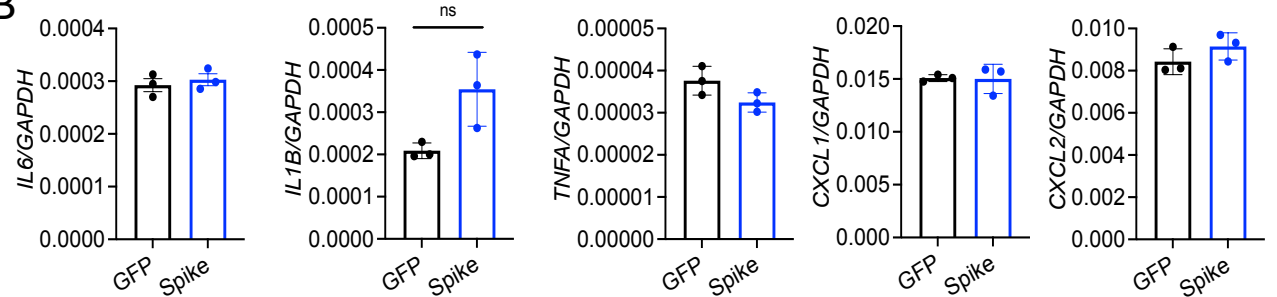 B
IL6/GAPDH
0.0004
0.0003
0.0002
0.0001
0.0000
GFP
Spike
ns
IL1B/GAPDH
0.0005
0.0004
0.0003
0.0002
0.0001
0.0000
GFP
Spike
TNFA/GAPDH
0.00005
0.00004
0.00003
0.00002
0.00001
0.00000
GFP
Spike
CXCL1/GAPDH
0.020
0.015
0.010
0.005
0.000
GFP
Spike
CXCL2/GAPDH
0.010
0.008
0.006
0.004
0.002
0.000
GFP
Spike